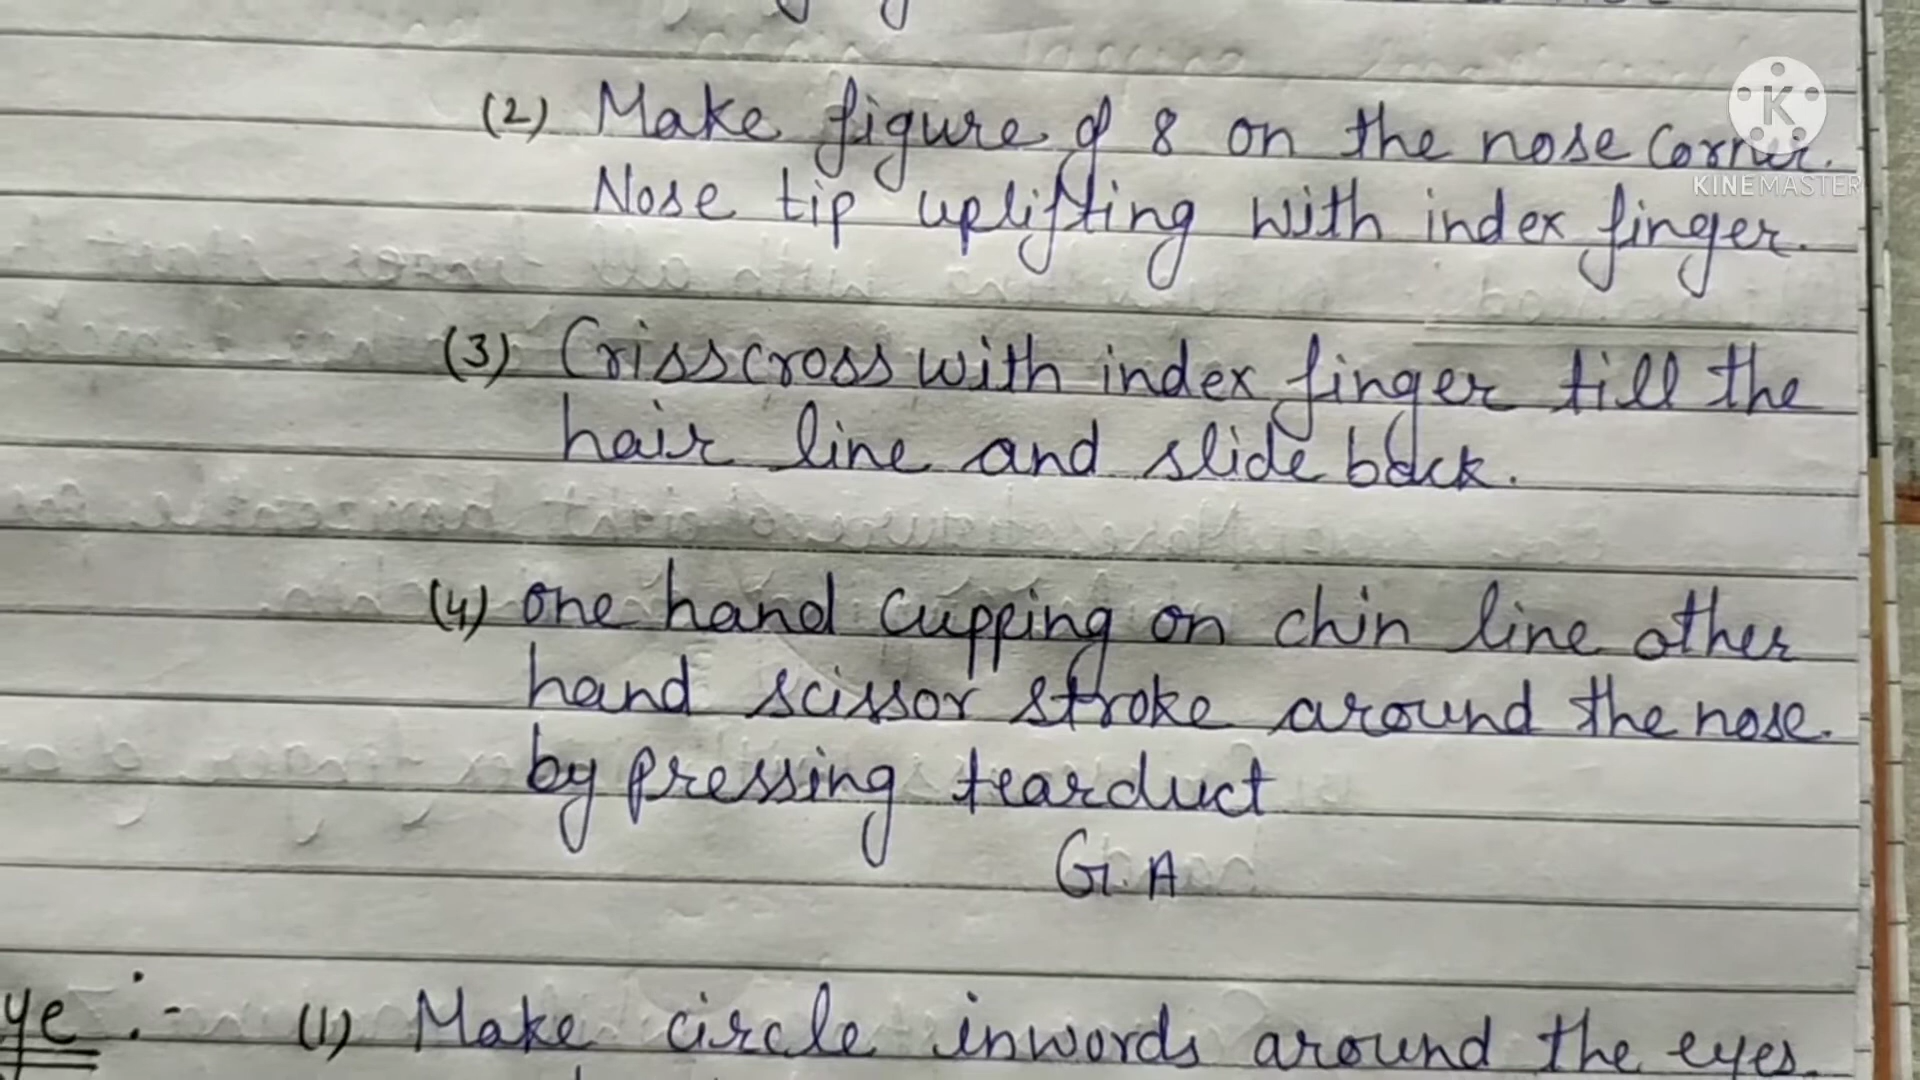 (2) Make figure of 8 on the nose corner.
Nose tip uplifting with index finger.
(3) Crisscross with index finger till the
hair line and slide back.
(4) one hand cupping on chin line other
hand scissor stroke around the nose.
by pressing tearduct
G. A
ye :- (1) Make circle inwords around the eyes.
K
KINEMASTER